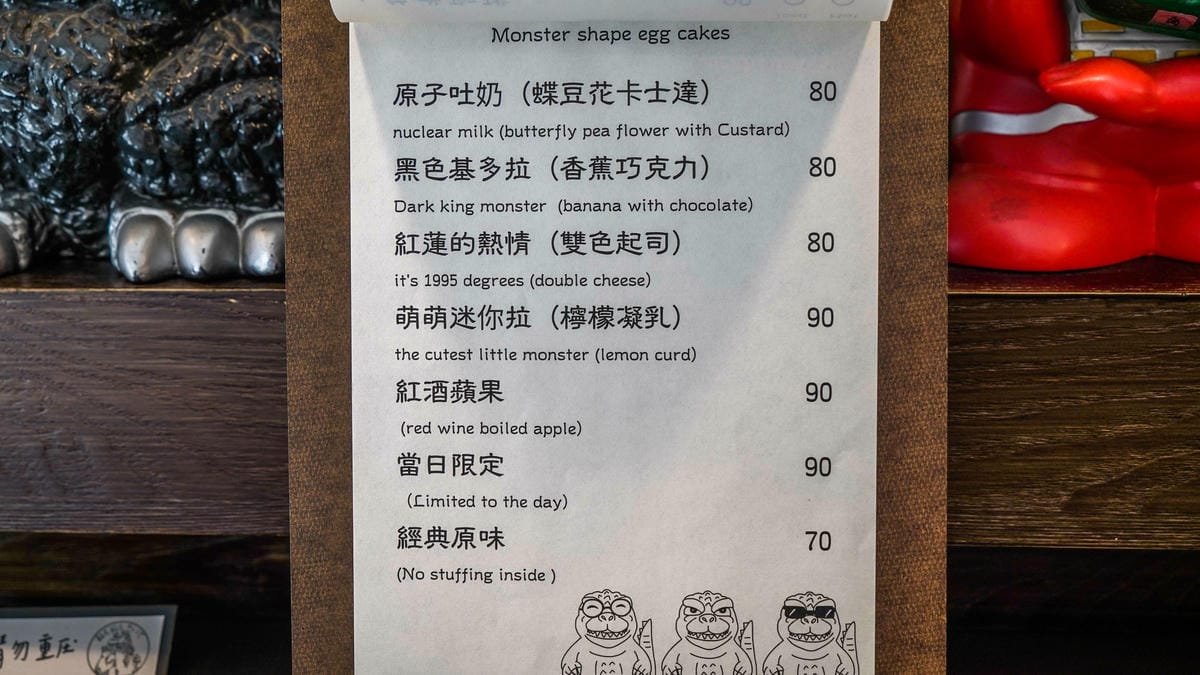 Monster shape egg cakes
原子吐奶（蝶豆花卡士達） 80
nuclear milk (butterfly pea flower with Custard)
黑色基多拉（香蕉巧克力） 80
Dark king monster (banana with chocolate)
紅蓮的熱情（雙色起司） 80
it's 1995 degrees (double cheese)
萌萌迷你拉（檸檬凝乳） 90
the cutest little monster (lemon curd)
紅酒蘋果 90
(red wine boiled apple)
當日限定 90
(Limited to the day)
經典原味 70
(No stuffing inside )
請勿重压